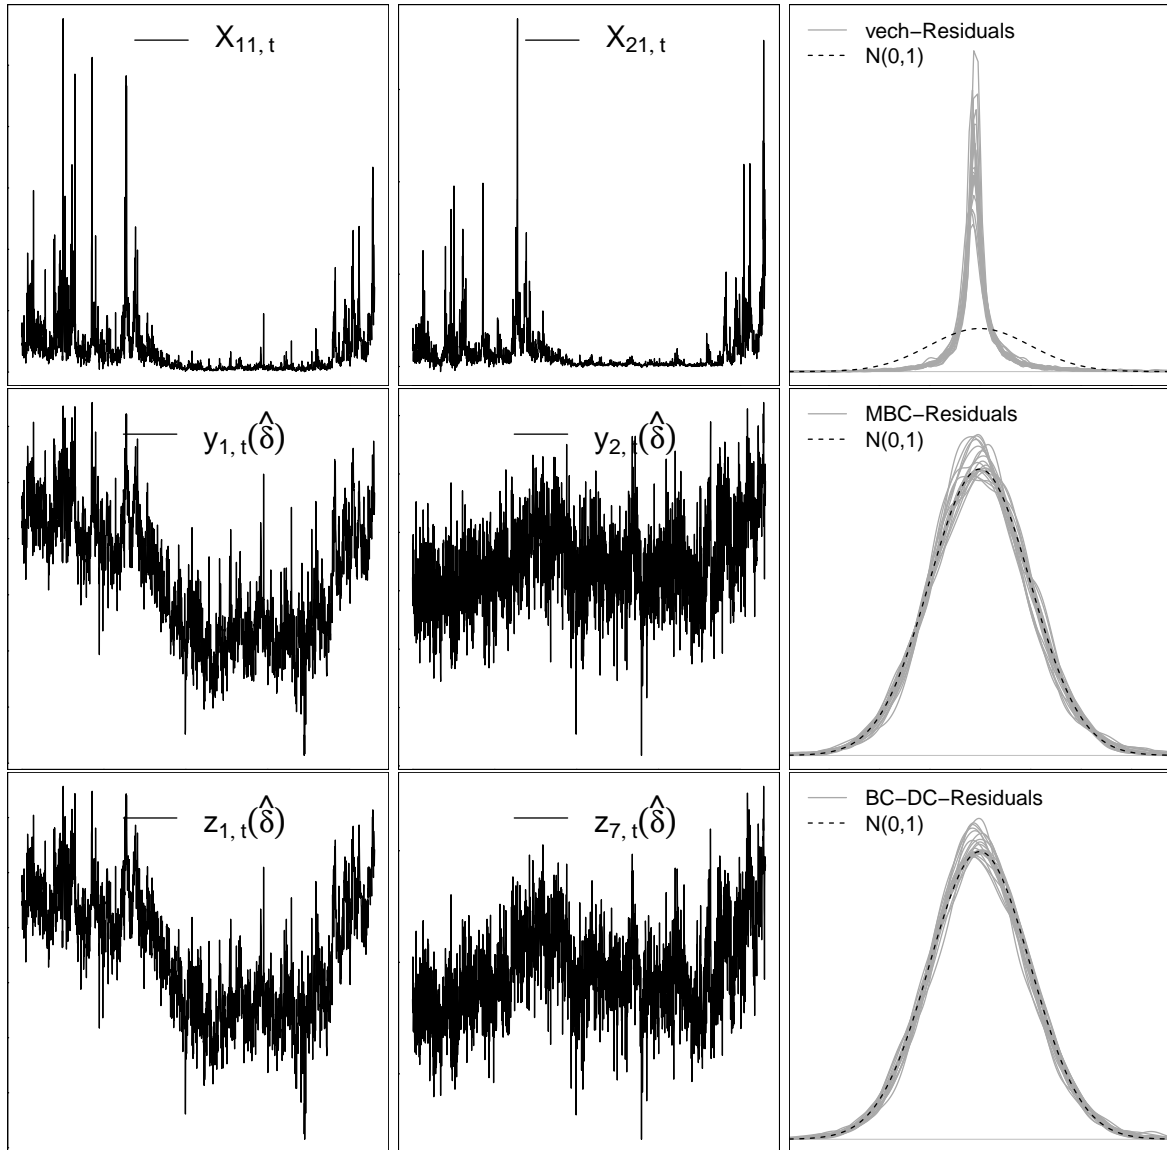 X11, t
X21, t
vech−Residuals
N(0,1)
y1, t(δ̂)
y2, t(δ̂)
MBC−Residuals
N(0,1)
z1, t(δ̂)
z7, t(δ̂)
BC−DC−Residuals
N(0,1)